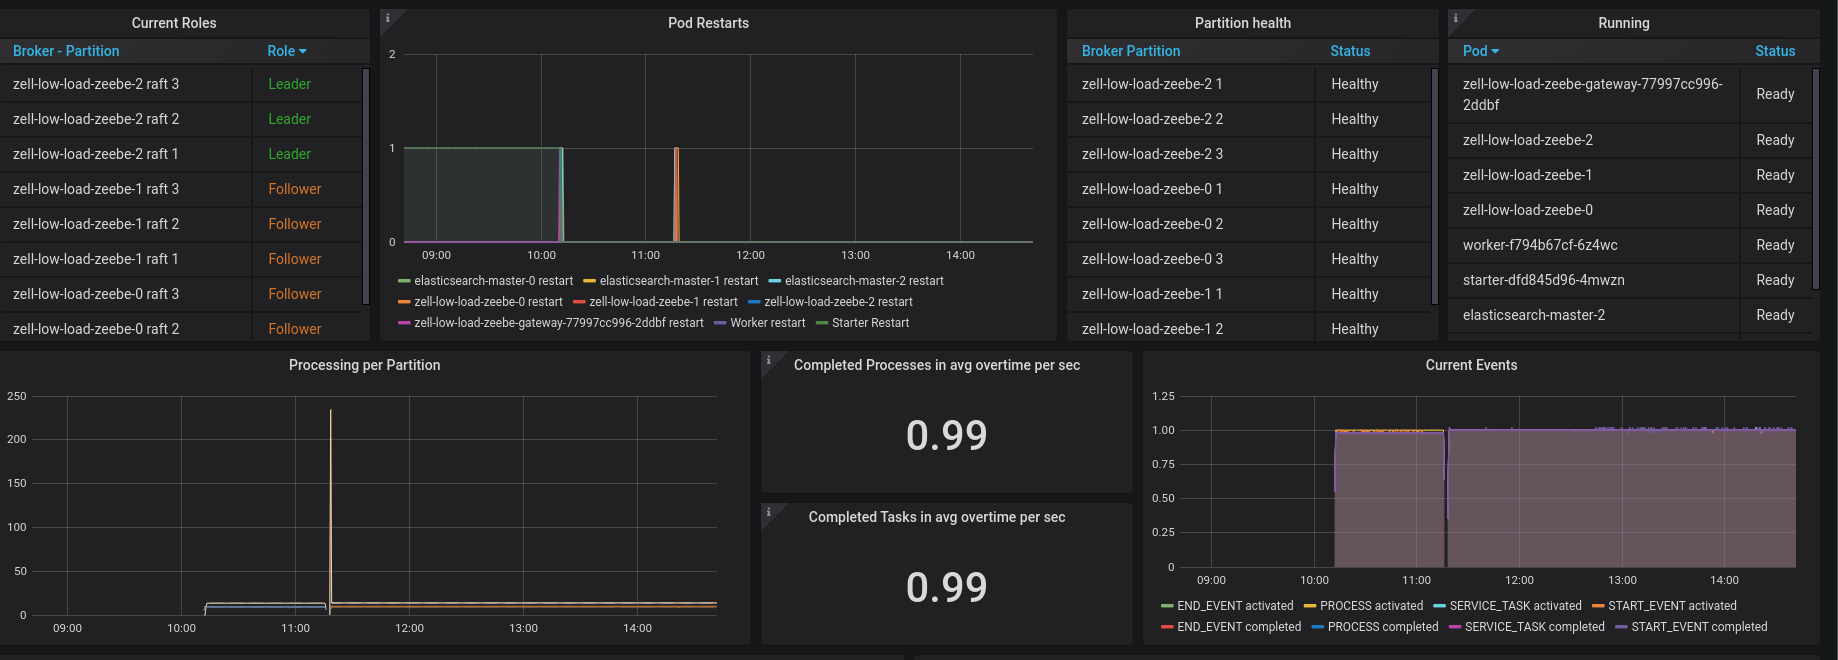 Current Roles
Broker - Partition Role
zell-low-load-zeebe-2 raft 3 Leader
zell-low-load-zeebe-2 raft 2 Leader
zell-low-load-zeebe-2 raft 1 Leader
zell-low-load-zeebe-1 raft 3 Follower
zell-low-load-zeebe-1 raft 2 Follower
zell-low-load-zeebe-1 raft 1 Follower
zell-low-load-zeebe-0 raft 3 Follower
zell-low-load-zeebe-0 raft 2 Follower
i
Pod Restarts
2
1
0
09:00 10:00 11:00 12:00 13:00 14:00
elasticsearch-master-0 restart elasticsearch-master-1 restart elasticsearch-master-2 restart
zell-low-load-zeebe-0 restart zell-low-load-zeebe-1 restart zell-low-load-zeebe-2 restart
zell-low-load-zeebe-gateway-77997cc996-2ddbf restart Worker restart Starter Restart
Partition health
Broker Partition Status
zell-low-load-zeebe-2 1 Healthy
zell-low-load-zeebe-2 2 Healthy
zell-low-load-zeebe-2 3 Healthy
zell-low-load-zeebe-0 1 Healthy
zell-low-load-zeebe-0 2 Healthy
zell-low-load-zeebe-0 3 Healthy
zell-low-load-zeebe-1 1 Healthy
zell-low-load-zeebe-1 2 Healthy
i
Running
Pod Status
zell-low-load-zeebe-gateway-77997cc996-
2ddbf Ready
zell-low-load-zeebe-2 Ready
zell-low-load-zeebe-1 Ready
zell-low-load-zeebe-0 Ready
worker-f794b67cf-6z4wc Ready
starter-dfd845d96-4mwzn Ready
elasticsearch-master-2 Ready
Processing per Partition
250
200
150
100
50
0
09:00 10:00 11:00 12:00 13:00 14:00
i
Completed Processes in avg overtime per sec
0.99
i
Completed Tasks in avg overtime per sec
0.99
Current Events
1.25
1.00
0.75
0.50
0.25
0
09:00 10:00 11:00 12:00 13:00 14:00
END_EVENT activated PROCESS activated SERVICE_TASK activated START_EVENT activated
END_EVENT completed PROCESS completed SERVICE_TASK completed START_EVENT completed